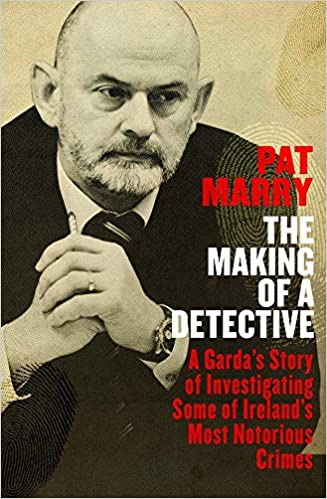 PAT
MARRY
THE
MAKING
OF A
DETECTIVE
A Garda's Story
of Investigating
Some of Ireland's
Most Notorious
Crimes